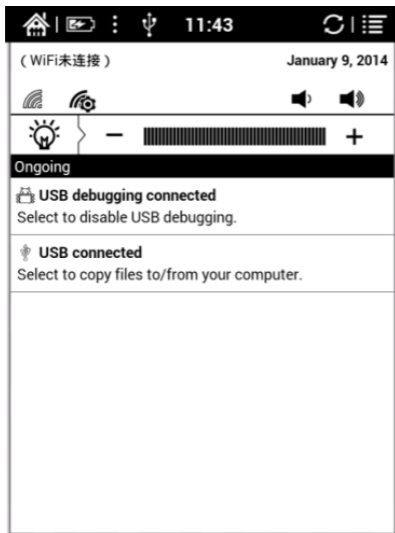 11:43
（WiFi未连接）
January 9, 2014
Ongoing
USB debugging connected
Select to disable USB debugging.
USB connected
Select to copy files to/from your computer.